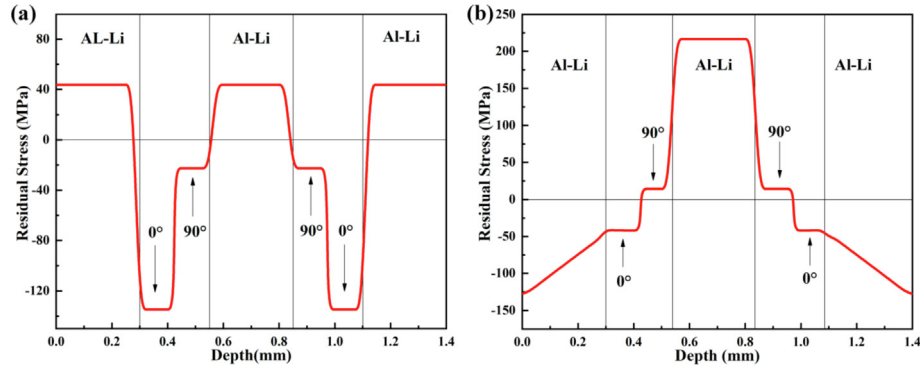 (a)
80
40
0
-40
-80
-120
Residual Stress (MPa)
AL-Li
Al-Li
Al-Li
0°
90°
90°
0°
0.0 0.2 0.4 0.6 0.8 1.0 1.2 1.4
Depth(mm)
(b)
250
200
150
100
50
0
-50
-100
-150
Residual Stress (MPa)
Al-Li
Al-Li
Al-Li
90°
90°
0°
0°
0.0 0.2 0.4 0.6 0.8 1.0 1.2 1.4
Depth (mm)